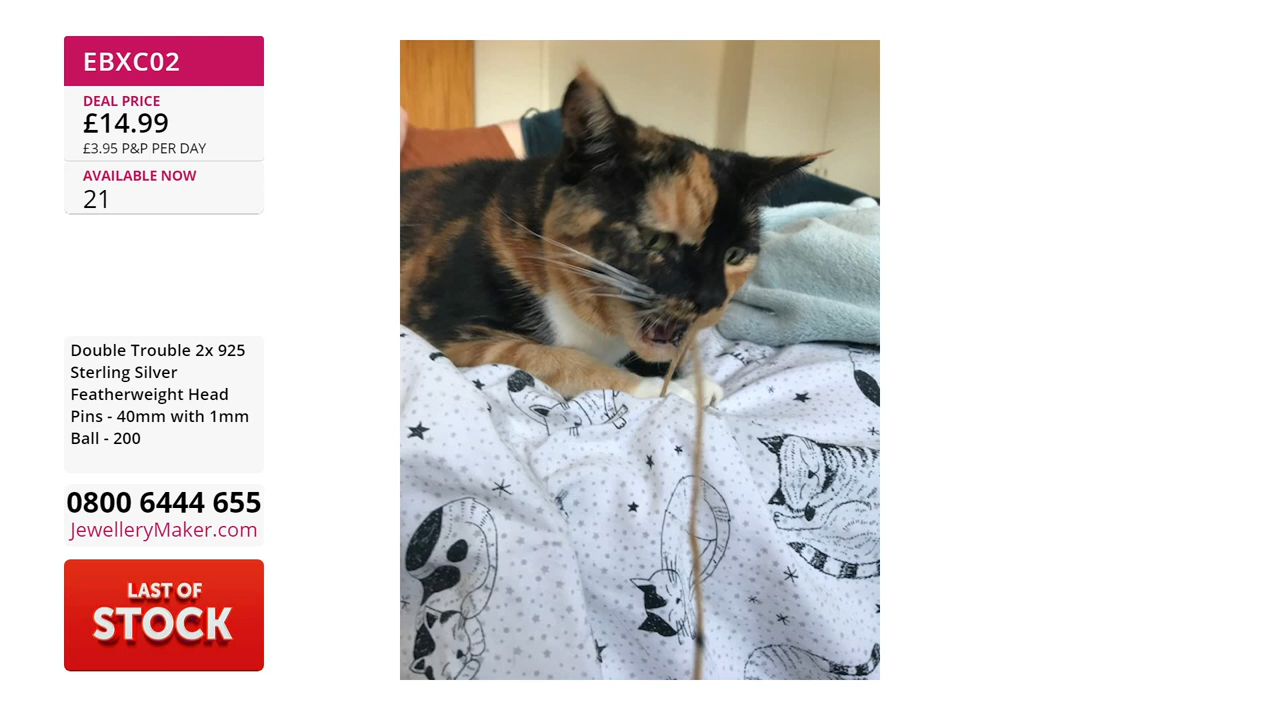 EBXC02
DEAL PRICE
£14.99
£3.95 P&P PER DAY
AVAILABLE NOW
21
Double Trouble 2x 925
Sterling Silver
Featherweight Head
Pins - 40mm with 1mm
Ball - 200
0800 6444 655
JewelleryMaker.com
LAST OF
STOCK